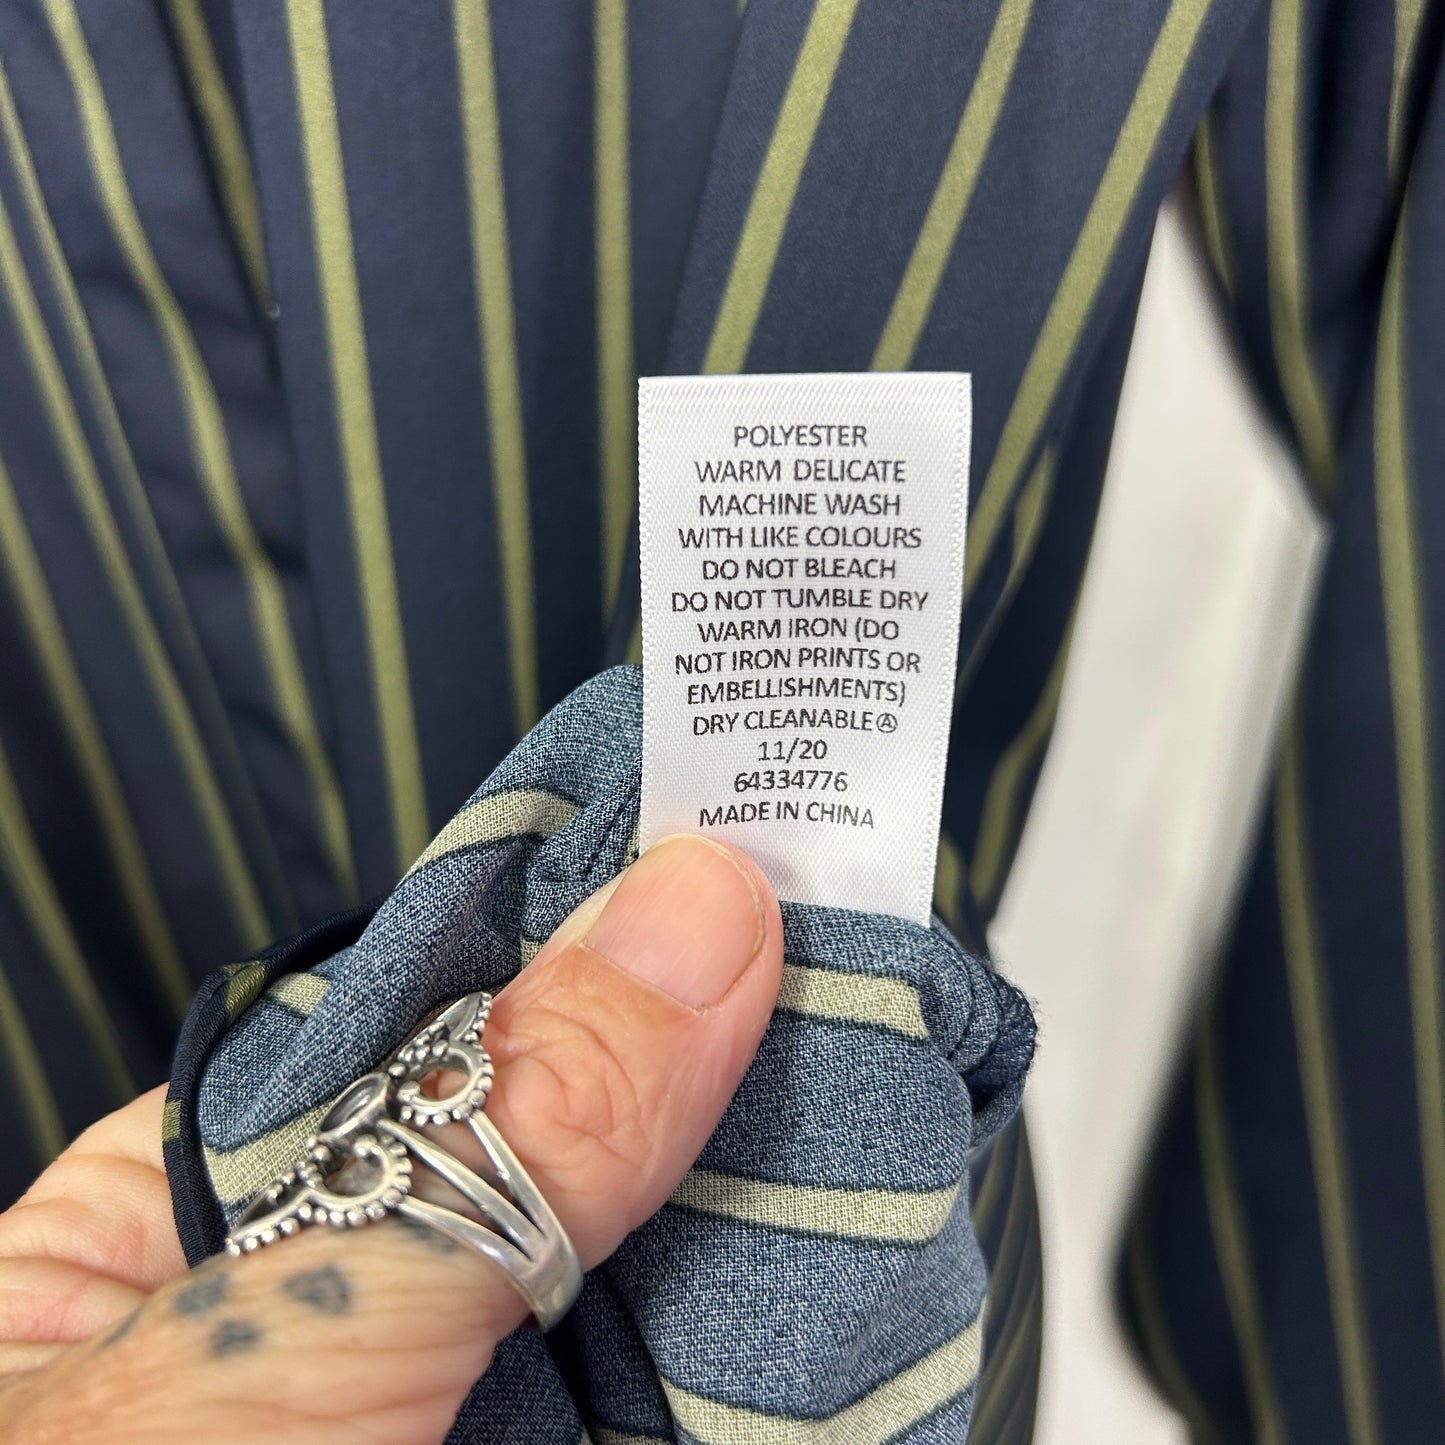 POLYESTER
WARM DELICATE
MACHINE WASH
WITH LIKE COLOURS
DO NOT BLEACH
DO NOT TUMBLE DRY
WARM IRON (DO
NOT IRON PRINTS OR
EMBELLISHMENTS)
DRY CLEANABLE Ⓐ
11/20
64334776
MADE IN CHINA